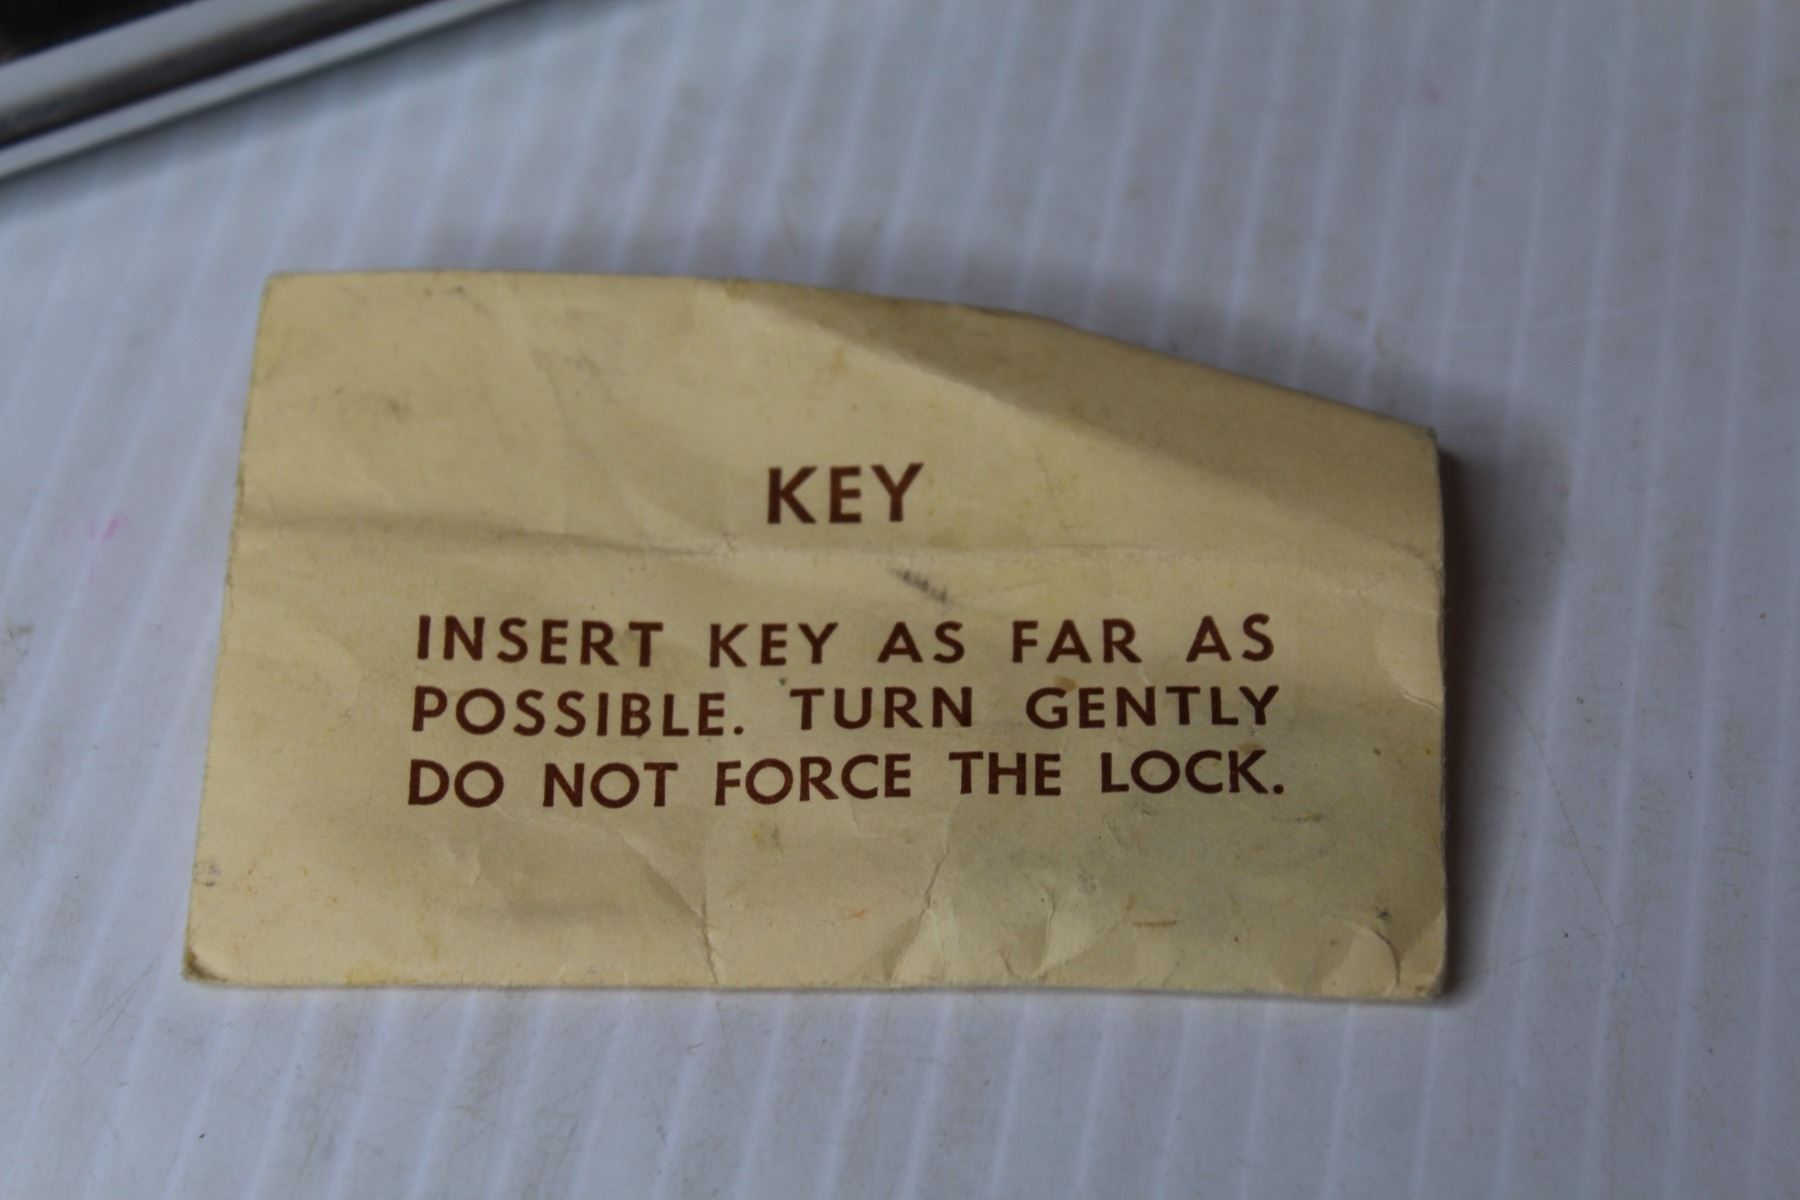 KEY
INSERT KEY AS FAR AS
POSSIBLE. TURN GENTLY
DO NOT FORCE THE LOCK.